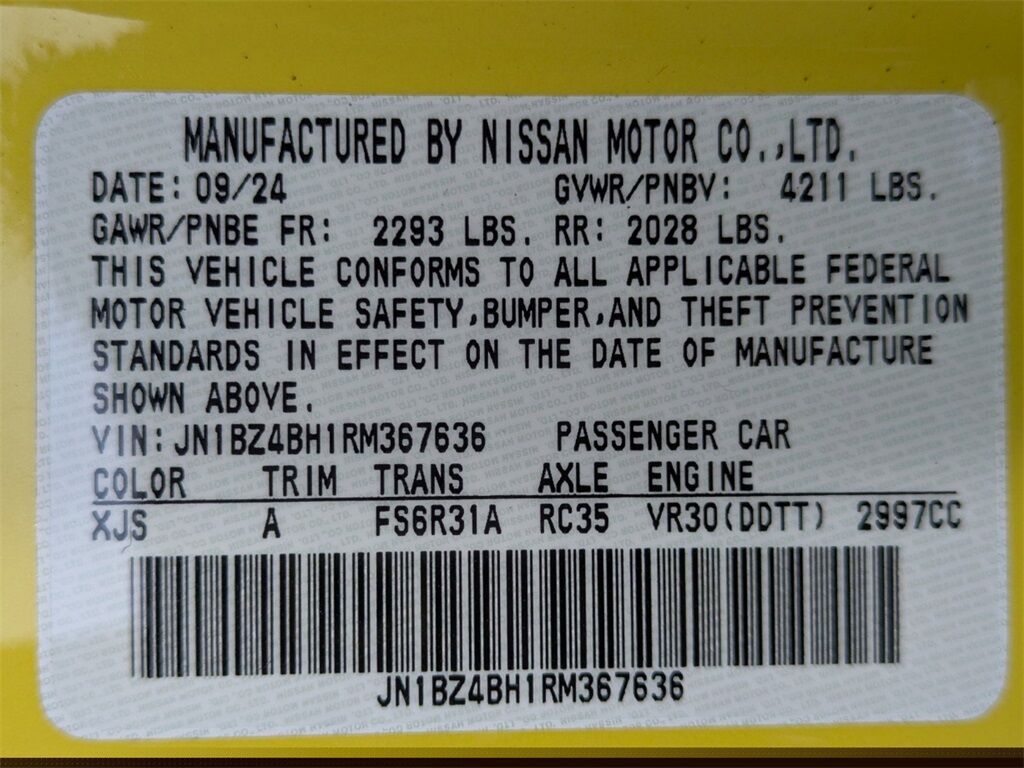 MANUFACTURED BY NISSAN MOTOR CO.,LTD.
DATE: 09/24 GVWR/PNBV: 4211 LBS.
GAWR/PNBE FR: 2293 LBS. RR: 2028 LBS.
THIS VEHICLE CONFORMS TO ALL APPLICABLE FEDERAL
MOTOR VEHICLE SAFETY,BUMPER,AND THEFT PREVENTION
STANDARDS IN EFFECT ON THE DATE OF MANUFACTURE
SHOWN ABOVE.
VIN: JN1BZ4BH1RM367636 PASSENGER CAR
COLOR TRIM TRANS AXLE ENGINE
XJS A FS6R31A RC35 VR30(DDTT) 2997CC
JN1BZ4BH1RM367636